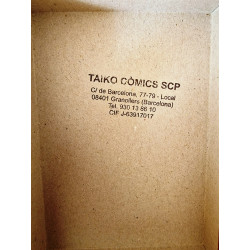 TAIKO CÒMICS SCP
C/ de Barcelona, 77-79 - Local
08401 Granollers (Barcelona)
Tel. 930 13 86 10
CIF J-63917017